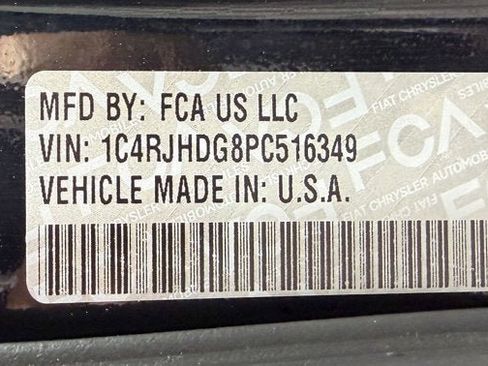 MFD BY: FCA US LLC
VIN: 1C4RJHDG8PC516349
VEHICLE MADE IN: U.S.A.